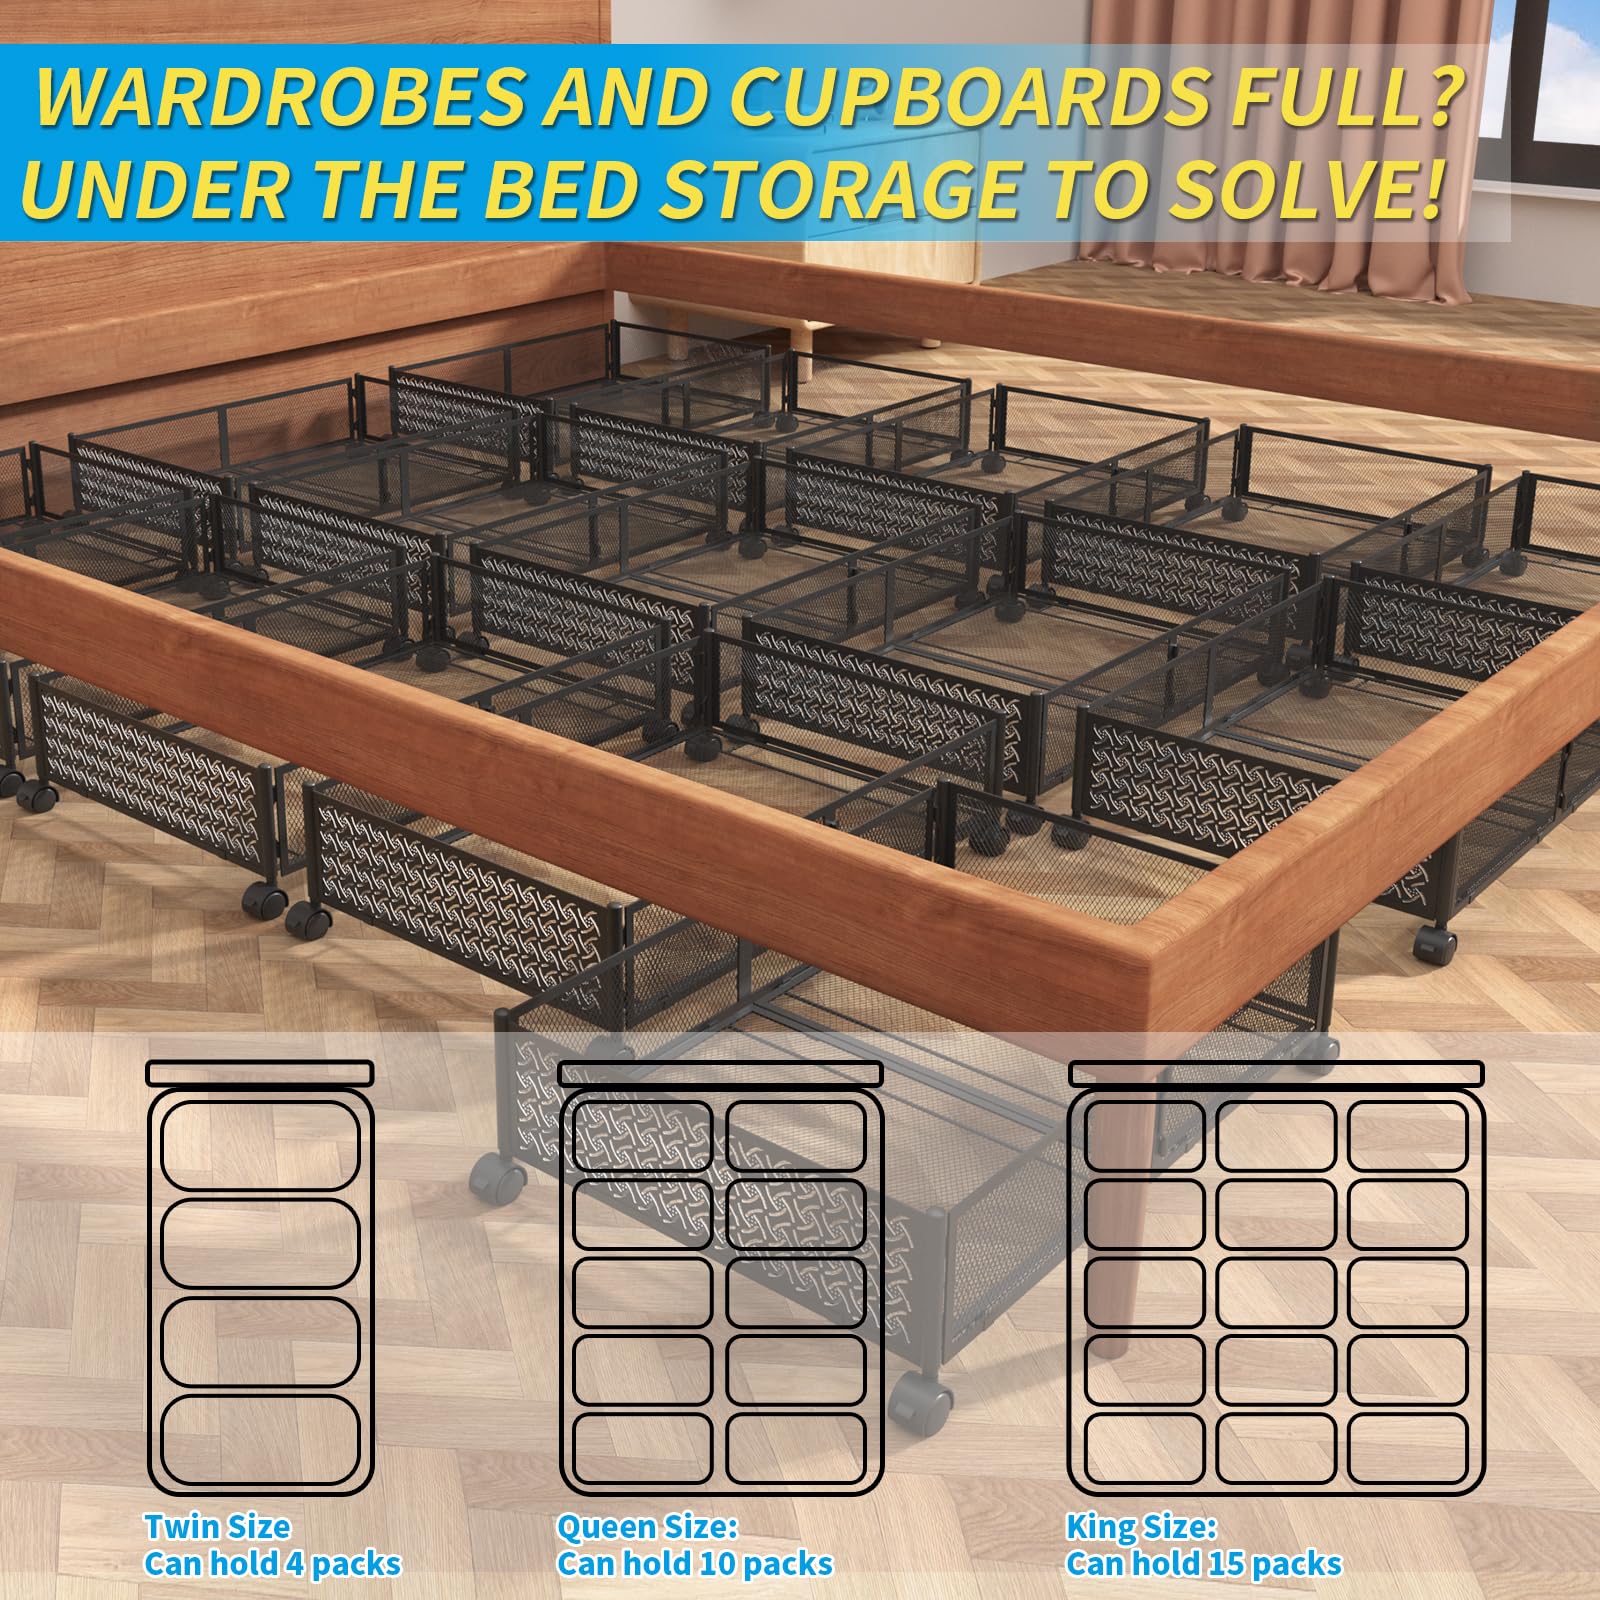 WARDROBES AND CUPBOARDS FULL?
UNDER THE BED STORAGE TO SOLVE!
Twin Size
Can hold 4 packs
Queen Size:
Can hold 10 packs
King Size:
Can hold 15 packs